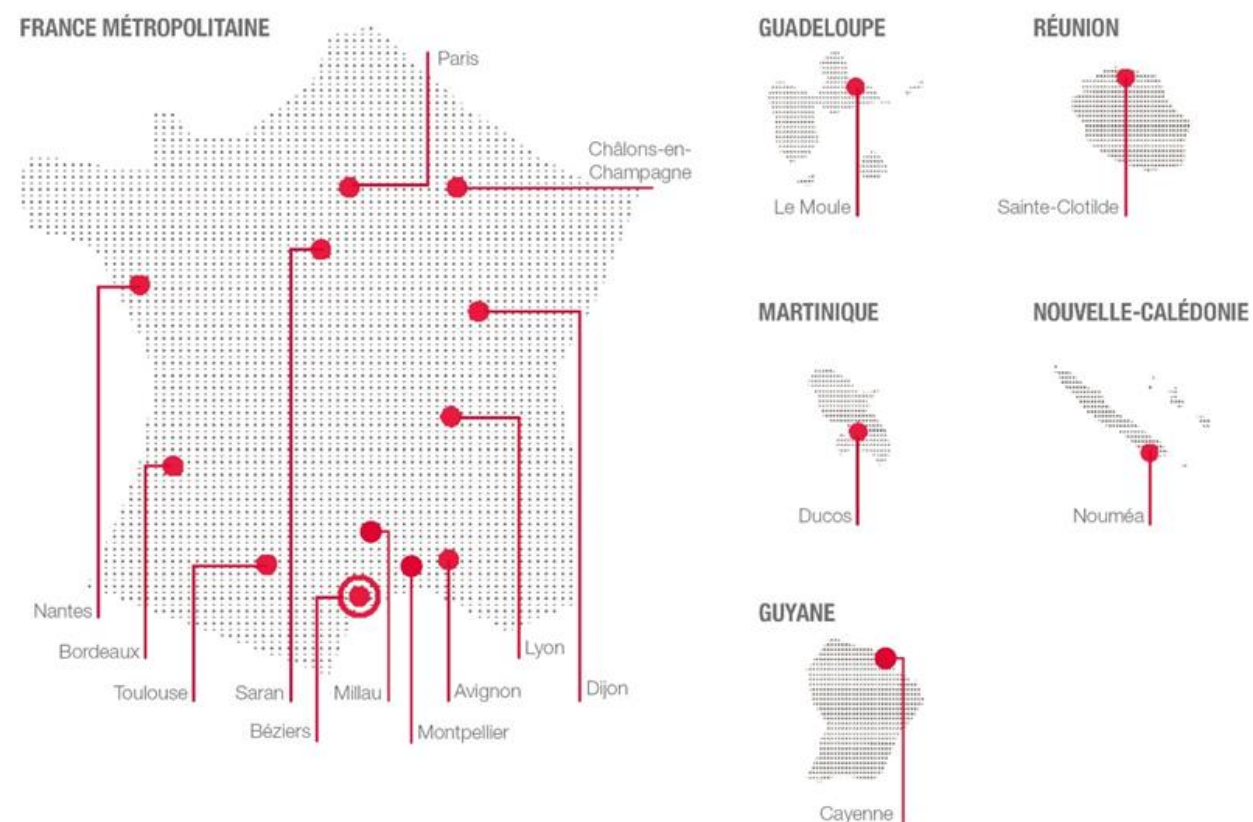 FRANCE MÉTROPOLITAINE
Paris
Châlons-en-
Champagne
Nantes
Bordeaux
Toulouse
Saran
Béziers
Millau
Montpellier
Avignon
Lyon
Dijon
GUADELOUPE
Le Moule
RÉUNION
Sainte-Clotilde
MARTINIQUE
Ducos
NOUVELLE-CALÉDONIE
Nouméa
GUYANE
Cayenne